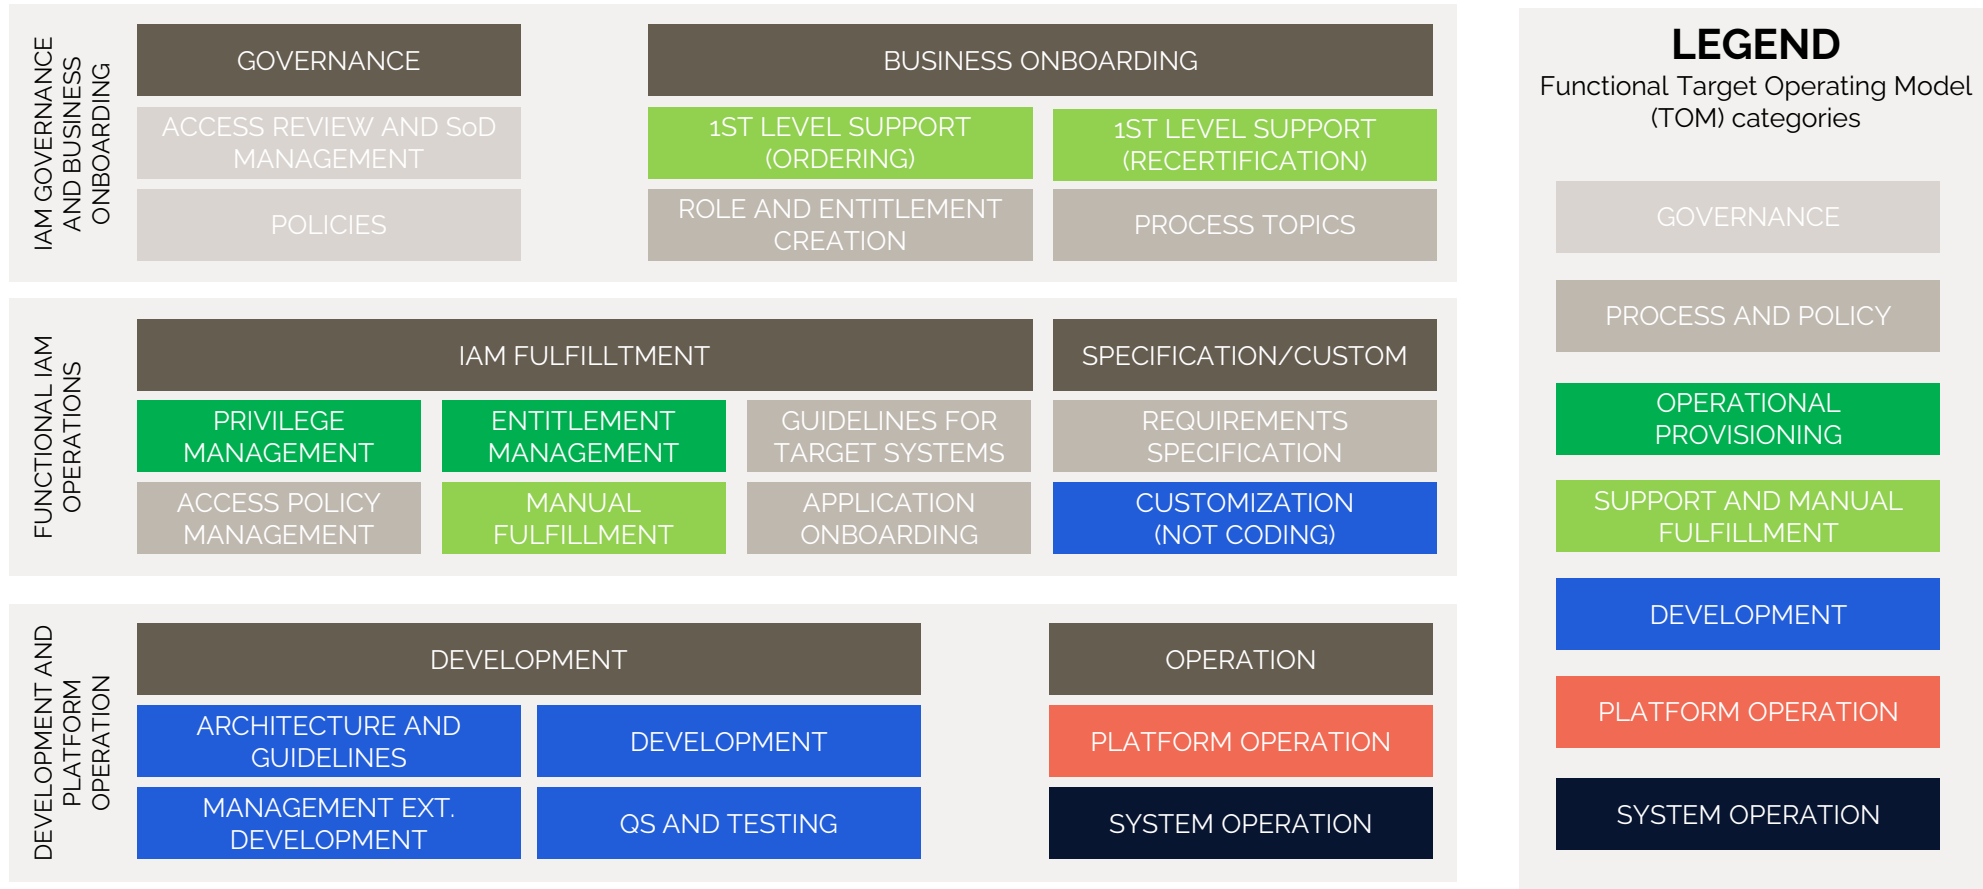 IAM GOVERNANCE
AND BUSINESS
ONBOARDING
GOVERNANCE
BUSINESS ONBOARDING
ACCESS REVIEW AND SoD
MANAGEMENT
1ST LEVEL SUPPORT
(ORDERING)
1ST LEVEL SUPPORT
(RECERTIFICATION)
POLICIES
ROLE AND ENTITLEMENT
CREATION
PROCESS TOPICS
FUNCTIONAL IAM
OPERATIONS
IAM FULFILLTMENT
SPECIFICATION/CUSTOM
PRIVILEGE
MANAGEMENT
ENTITLEMENT
MANAGEMENT
GUIDELINES FOR
TARGET SYSTEMS
REQUIREMENTS
SPECIFICATION
ACCESS POLICY
MANAGEMENT
MANUAL
FULFILLMENT
APPLICATION
ONBOARDING
CUSTOMIZATION
(NOT CODING)
DEVELOPMENT AND
PLATFORM
OPERATION
DEVELOPMENT
OPERATION
ARCHITECTURE AND
GUIDELINES
DEVELOPMENT
PLATFORM OPERATION
MANAGEMENT EXT.
DEVELOPMENT
QS AND TESTING
SYSTEM OPERATION
LEGEND
Functional Target Operating Model
(TOM) categories
GOVERNANCE
PROCESS AND POLICY
OPERATIONAL
PROVISIONING
SUPPORT AND MANUAL
FULFILLMENT
DEVELOPMENT
PLATFORM OPERATION
SYSTEM OPERATION